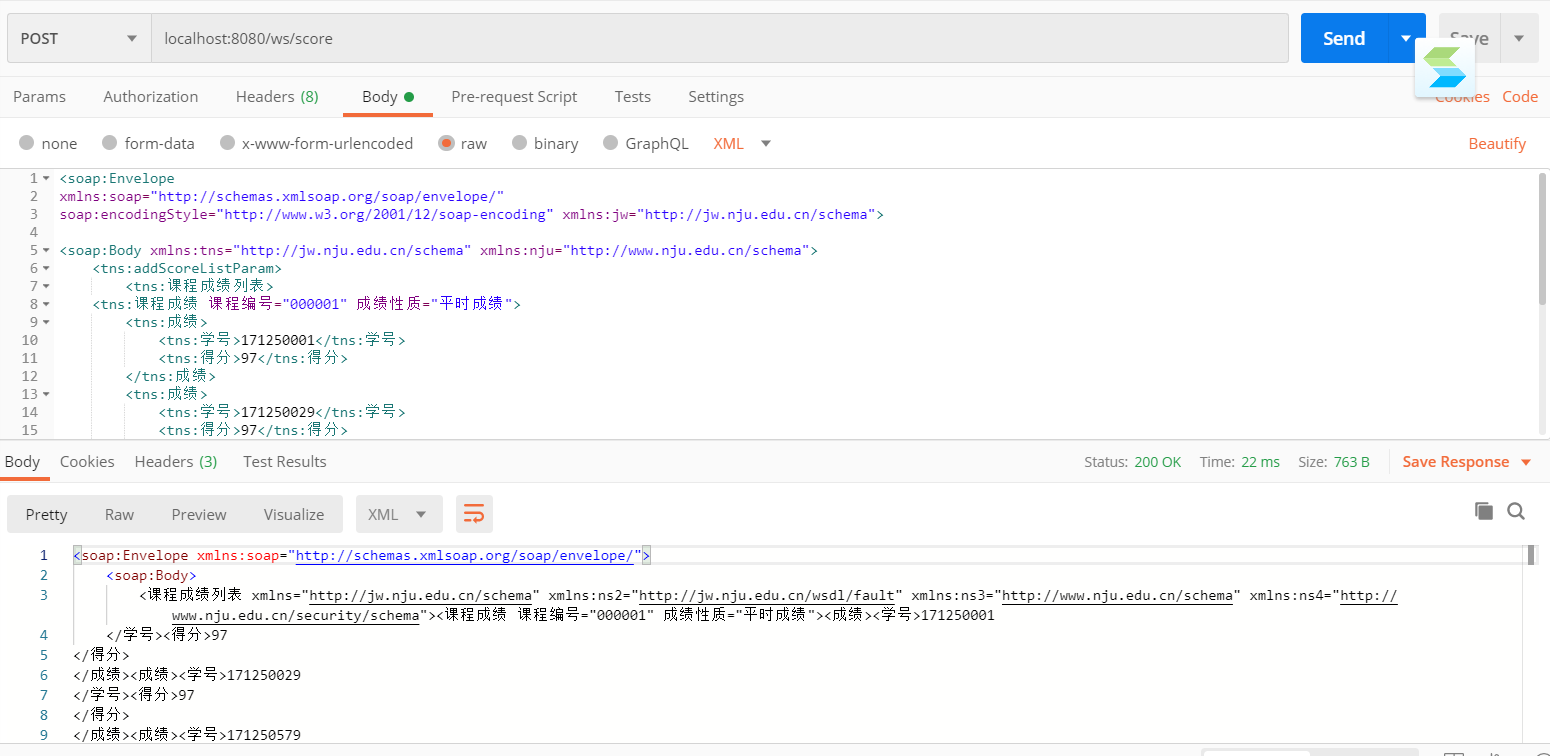 POST localhost:8080/ws/score Send Save
Params Authorization Headers (8) Body Pre-request Script Tests Settings Cookies Code
none form-data x-www-form-urlencoded raw binary GraphQL XML Beautify
1 <soap:Envelope
2 xmlns:soap="http://schemas.xmlsoap.org/soap/envelope/"
3 soap:encodingStyle="http://www.w3.org/2001/12/soap-encoding" xmlns:jw="http://jw.nju.edu.cn/schema">
4
5 <soap:Body xmlns:tns="http://jw.nju.edu.cn/schema" xmlns:nju="http://www.nju.edu.cn/schema">
6 <tns:addScoreListParam>
7 <tns:课程成绩列表>
8 <tns:课程成绩 课程编号="000001" 成绩性质="平时成绩">
9 <tns:成绩>
10 <tns:学号>171250001</tns:学号>
11 <tns:得分>97</tns:得分>
12 </tns:成绩>
13 <tns:成绩>
14 <tns:学号>171250029</tns:学号>
15 <tns:得分>97</tns:得分>
Body Cookies Headers (3) Test Results Status: 200 OK Time: 22 ms Size: 763 B Save Response
Pretty Raw Preview Visualize XML
1 <soap:Envelope xmlns:soap="http://schemas.xmlsoap.org/soap/envelope/">
2 <soap:Body>
3 <课程成绩列表 xmlns="http://jw.nju.edu.cn/schema" xmlns:ns2="http://jw.nju.edu.cn/wsdl/fault" xmlns:ns3="http://www.nju.edu.cn/schema" xmlns:ns4="http://
www.nju.edu.cn/security/schema"><课程成绩 课程编号="000001" 成绩性质="平时成绩"><成绩><学号>171250001
4 </学号><得分>97
5 </得分>
6 </成绩><成绩><学号>171250029
7 </学号><得分>97
8 </得分>
9 </成绩><成绩><学号>171250579